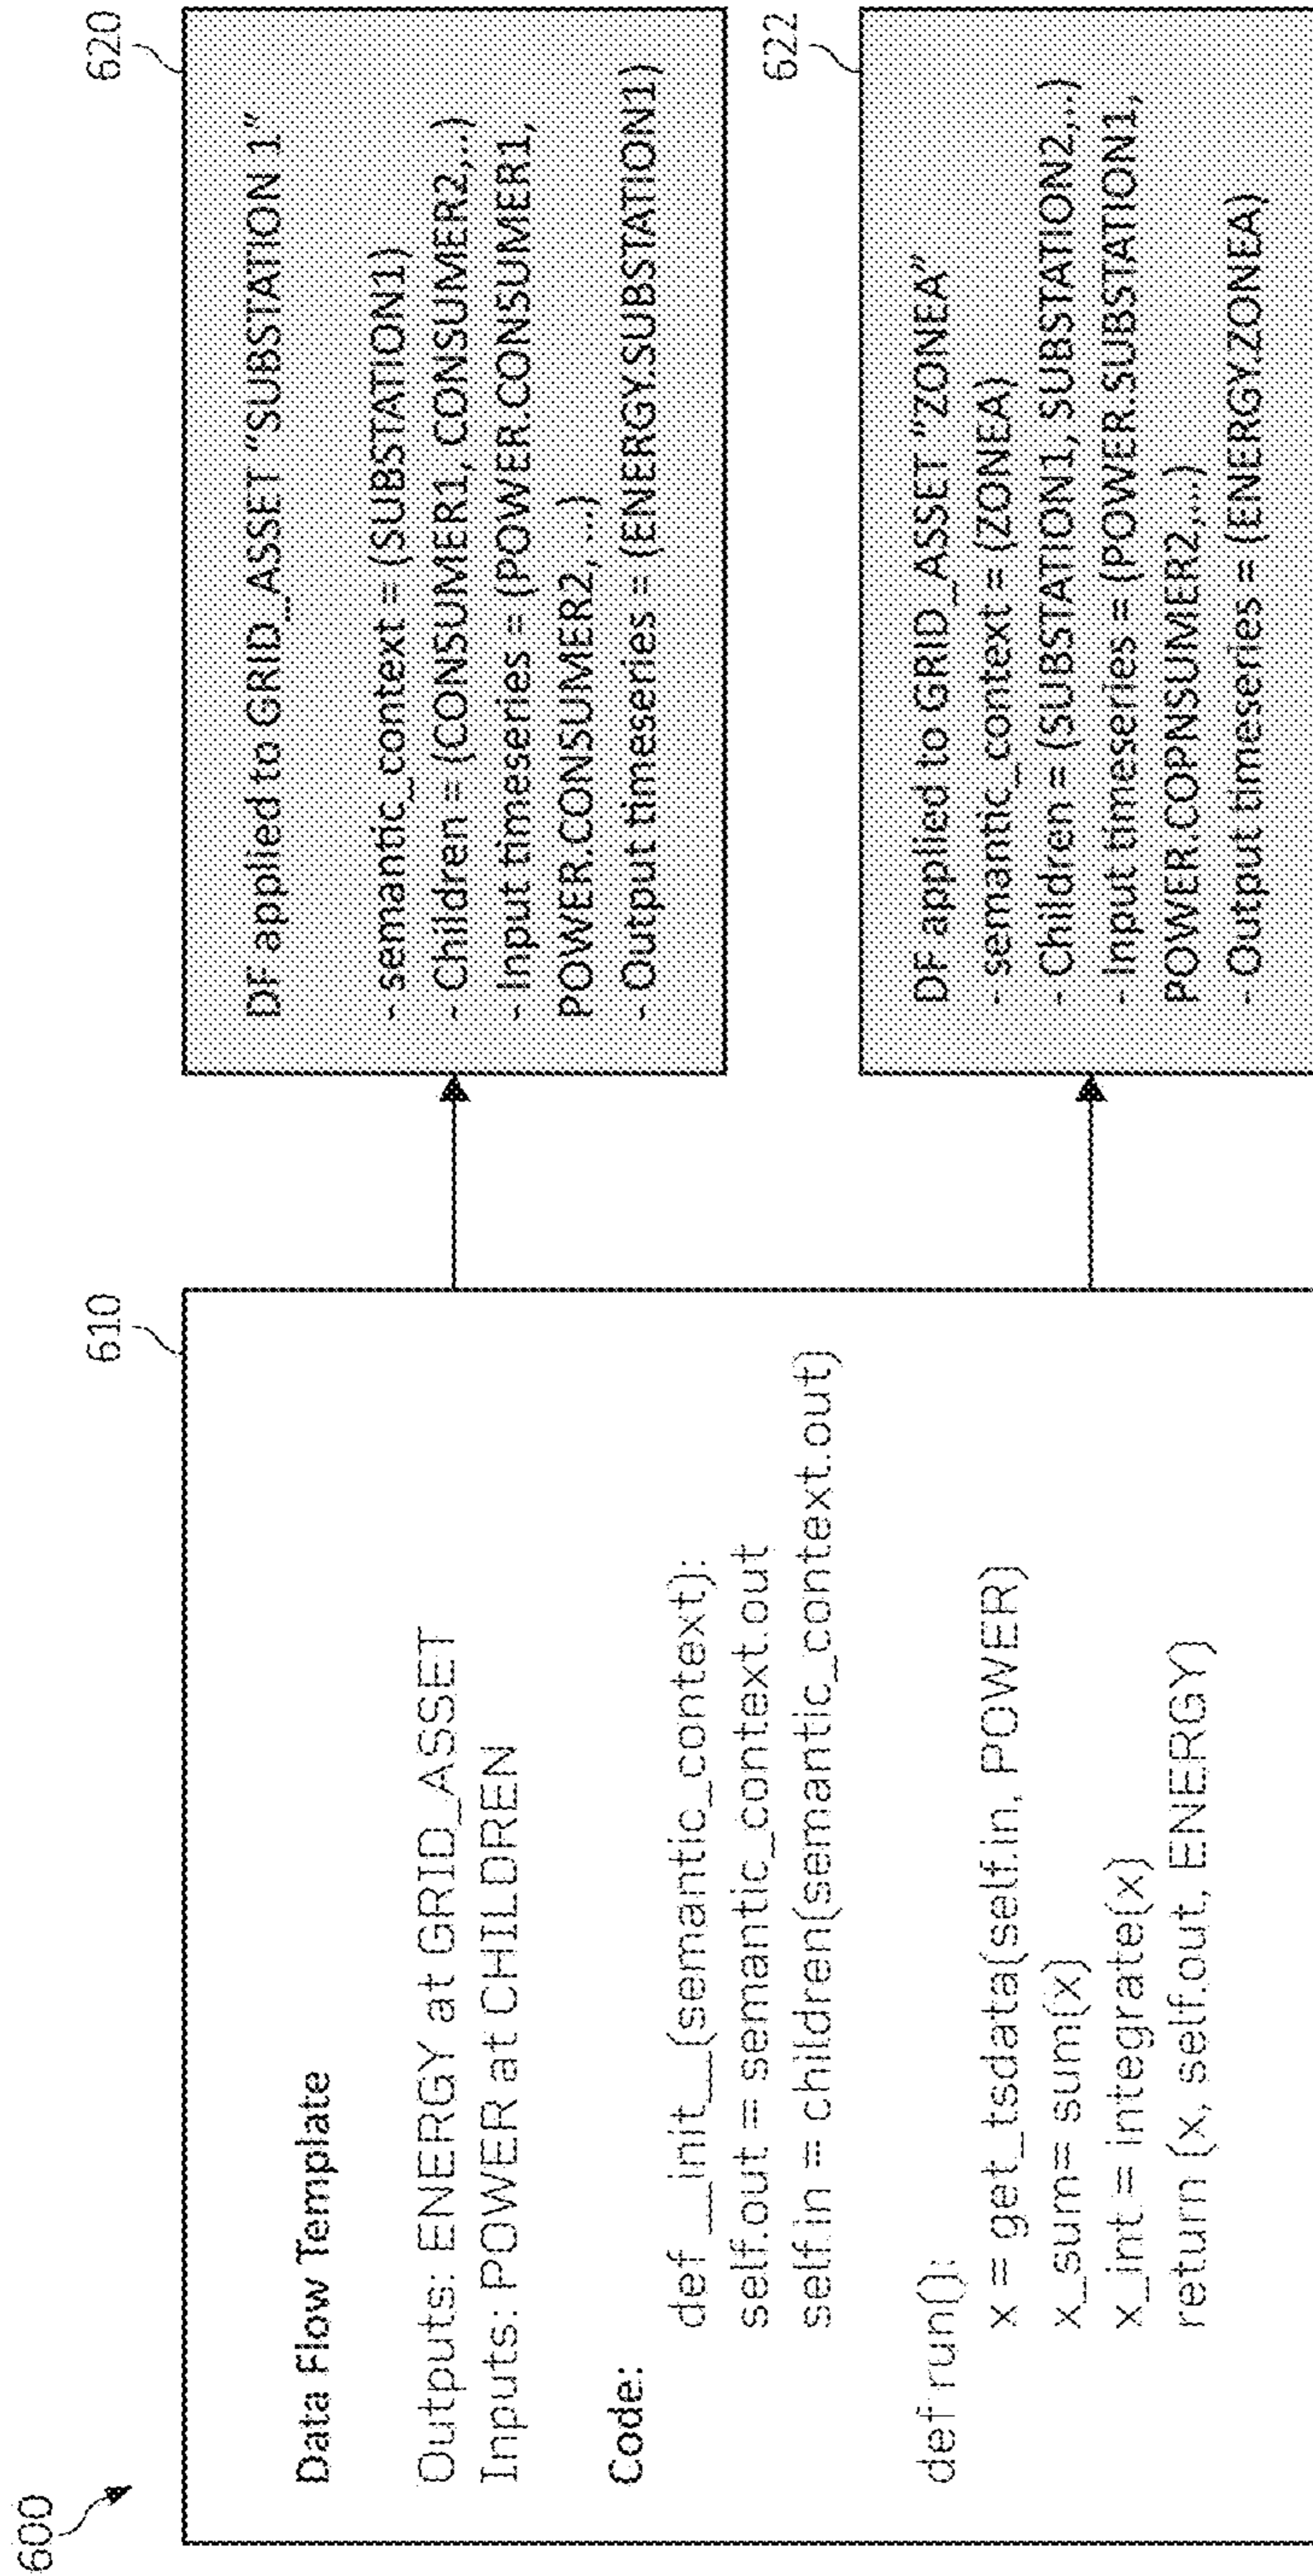 600
610
Data Flow Template
Outputs: ENERGY at GRID_ASSET
Inputs: POWER at CHILDREN
Code:
def __init__(semantic_context):
self.out = semantic_context.out
self.in = children(semantic_context.out)
def run():
x = get_tsdata(self.in, POWER)
x_sum= sum(x)
x_int = integrate(x)
return (x, self.out, ENERGY)
620
DF applied to GRID_ASSET "SUBSTATION 1"
- semantic_context = (SUBSTATION1)
- Children = (CONSUMER1, CONSUMER2,...)
- Input timeseries = (POWER.CONSUMER1,
POWER.CONSUMER2, ...)
- Output timeseries = (ENERGY.SUBSTATION1)
622
DF applied to GRID_ASSET "ZONEA"
- semantic_context = (ZONEA)
- Children = (SUBSTATION1, SUBSTATION2,...)
- Input timeseries = (POWER.SUBSTATION1,
POWER.COPNSUMER2,...)
- Output timeseries = (ENERGY.ZONEA)